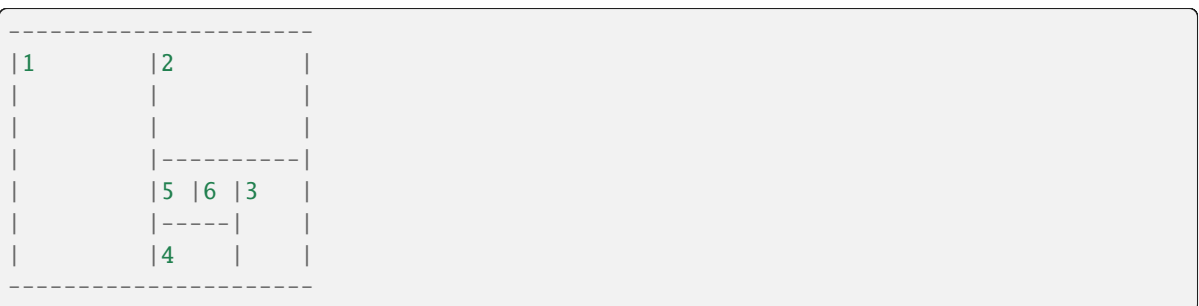 ----------------------
|1        |2         |
|         |          |
|         |          |
|         |----------|
|         |5 |6 |3   |
|         |-----|    |
|         |4    |    |
----------------------